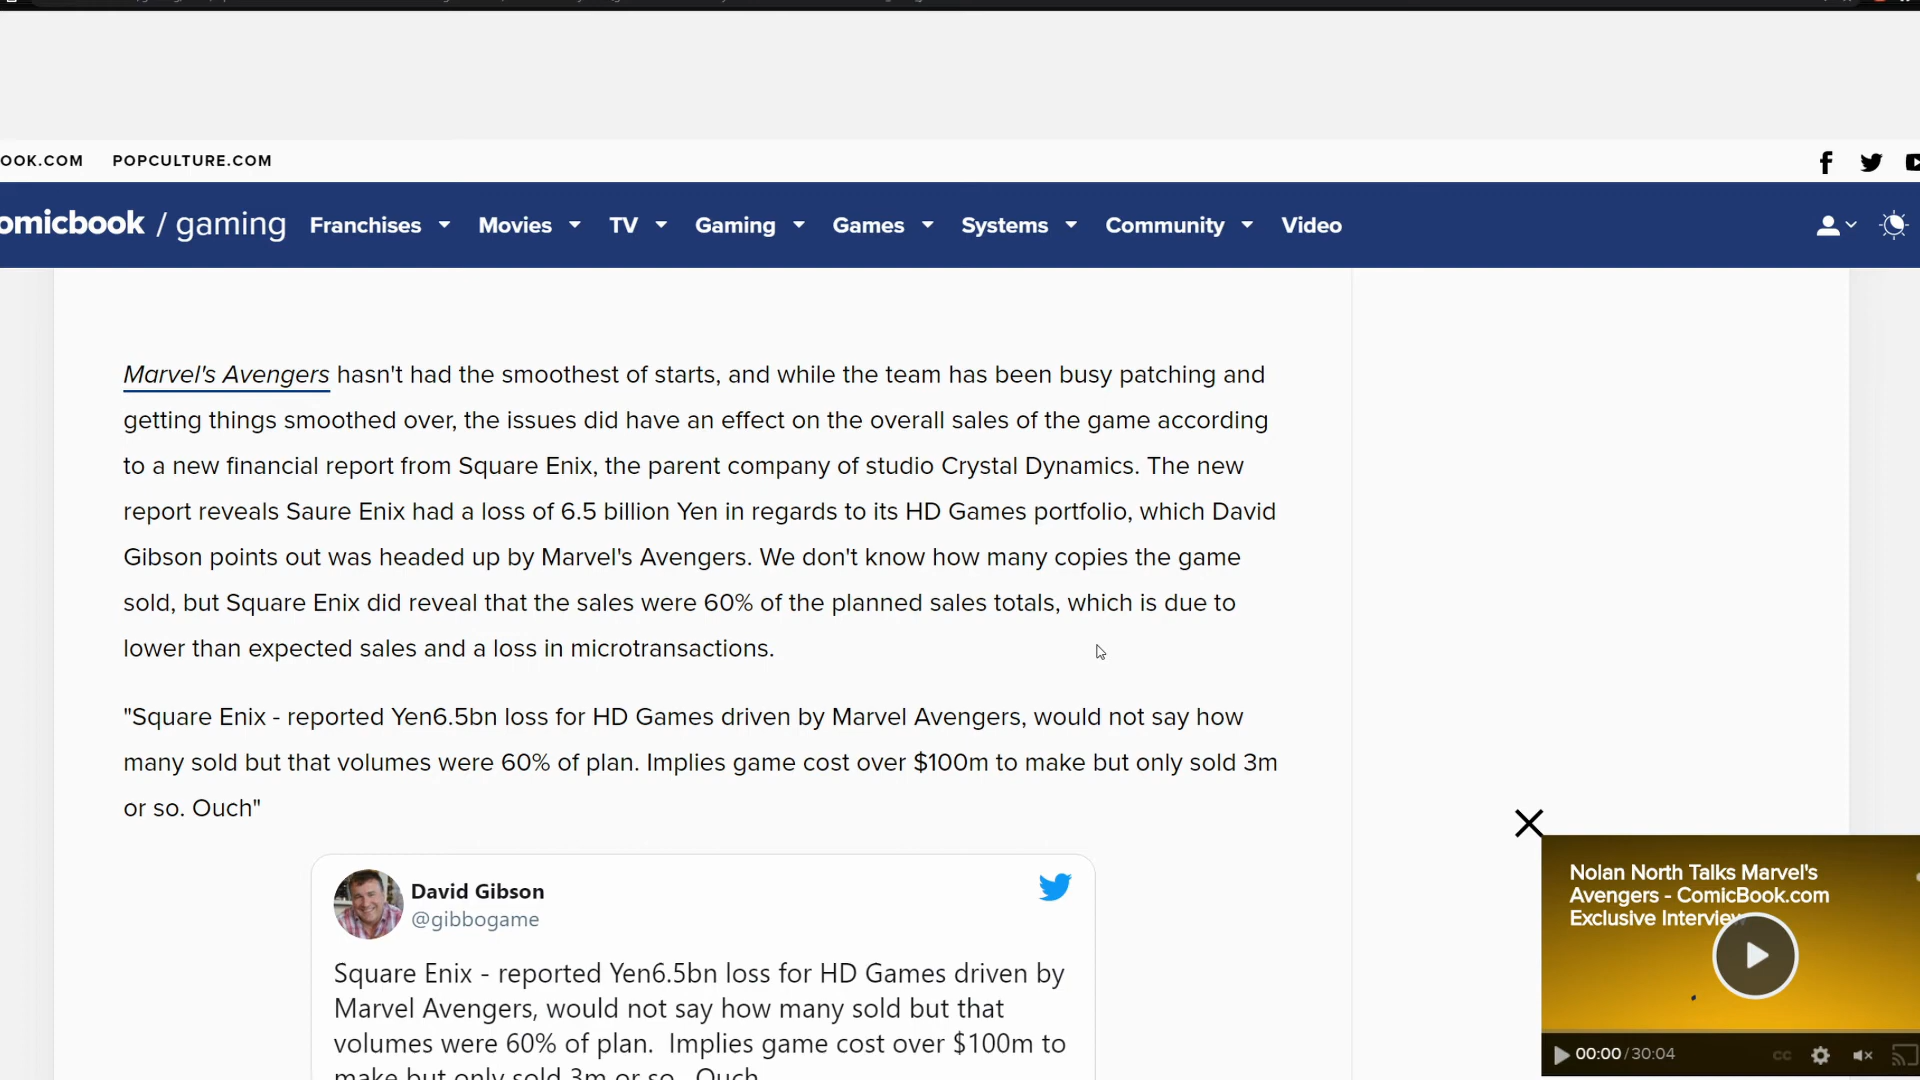 OOK.COM POPCULTURE.COM
omicbook / gaming Franchises Movies TV Gaming Games Systems Community Video
Marvel's Avengers hasn't had the smoothest of starts, and while the team has been busy patching and
getting things smoothed over, the issues did have an effect on the overall sales of the game according
to a new financial report from Square Enix, the parent company of studio Crystal Dynamics. The new
report reveals Saure Enix had a loss of 6.5 billion Yen in regards to its HD Games portfolio, which David
Gibson points out was headed up by Marvel's Avengers. We don't know how many copies the game
sold, but Square Enix did reveal that the sales were 60% of the planned sales totals, which is due to
lower than expected sales and a loss in microtransactions.
"Square Enix - reported Yen6.5bn loss for HD Games driven by Marvel Avengers, would not say how
many sold but that volumes were 60% of plan. Implies game cost over $100m to make but only sold 3m
or so. Ouch"
David Gibson
@gibbogame
Square Enix - reported Yen6.5bn loss for HD Games driven by
Marvel Avengers, would not say how many sold but that
volumes were 60% of plan. Implies game cost over $100m to
make but only sold 3m or so. Ouch
Nolan North Talks Marvel's
Avengers - ComicBook.com
Exclusive Interview
00:00 / 30:04
CC